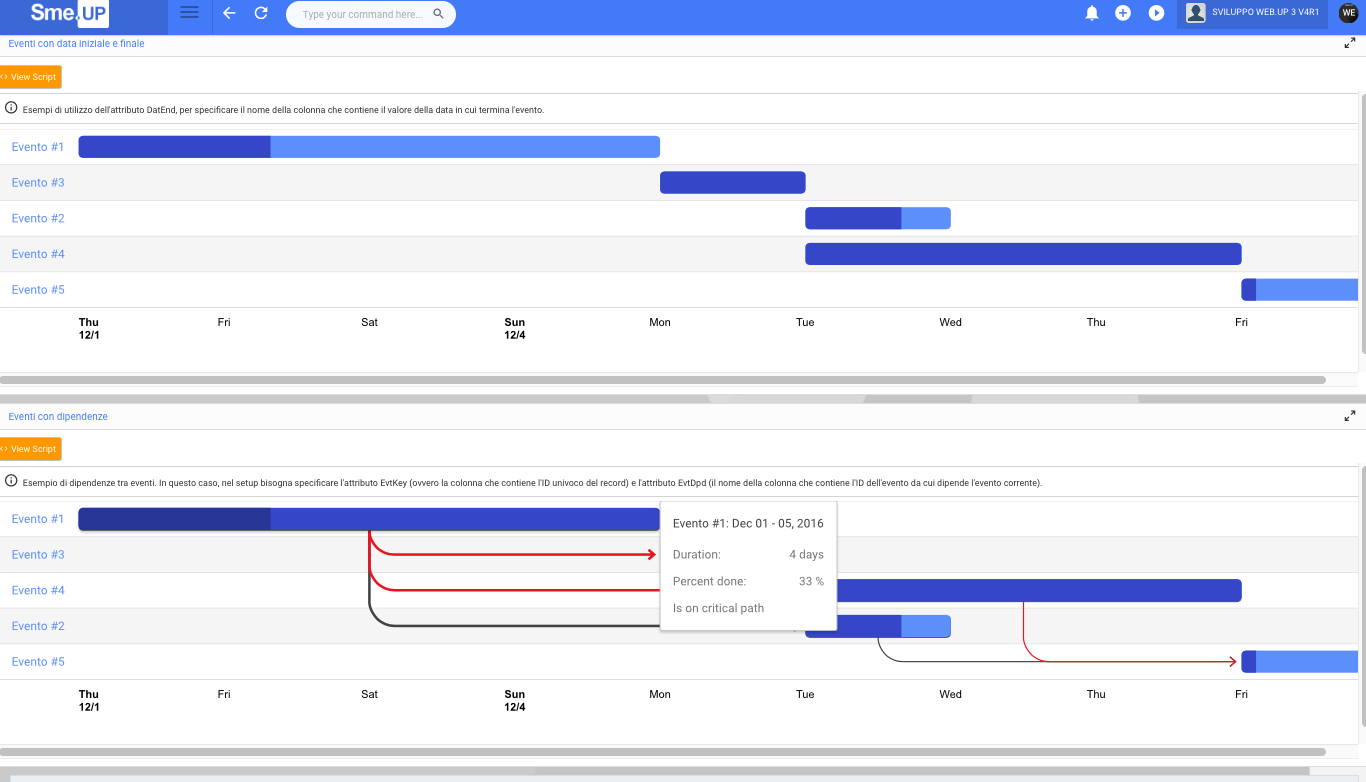 Sme.UP
Type your command here...
SVILUPPO WEB.UP 3 V4R1
WE
Eventi con data iniziale e finale
<> View Script
Esempi di utilizzo dell'attributo DatEnd, per specificare il nome della colonna che contiene il valore della data in cui termina l'evento.
Evento #1
Evento #3
Evento #2
Evento #4
Evento #5
Thu Fri Sat Sun Mon Tue Wed Thu Fri
12/1 12/4
Eventi con dipendenze
<> View Script
Esempio di dipendenze tra eventi. In questo caso, nel setup bisogna specificare l'attributo EvtKey (ovvero la colonna che contiene l'ID univoco del record) e l'attributo EvtDpd (il nome della colonna che contiene l'ID dell'evento da cui dipende l'evento corrente).
Evento #1
Evento #3
Evento #4
Evento #2
Evento #5
Evento #1: Dec 01 - 05, 2016
Duration: 4 days
Percent done: 33 %
Is on critical path
Thu Fri Sat Sun Mon Tue Wed Thu Fri
12/1 12/4